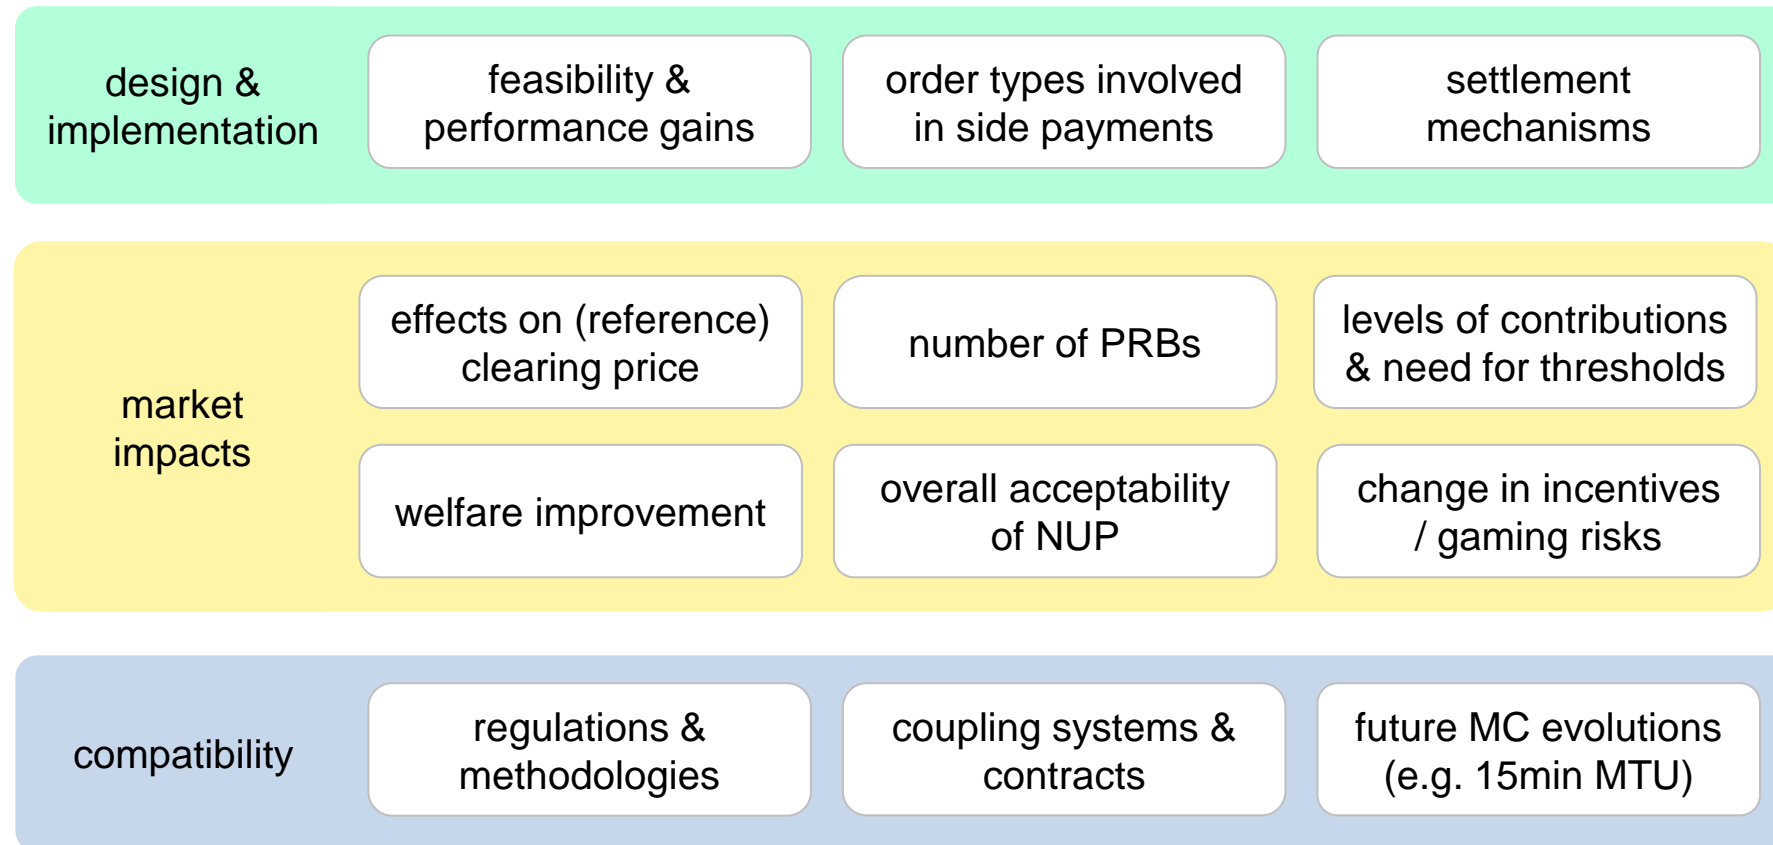 design &
implementation
feasibility &
performance gains
order types involved
in side payments
settlement
mechanisms
market
impacts
effects on (reference)
clearing price
number of PRBs
levels of contributions
& need for thresholds
welfare improvement
overall acceptability
of NUP
change in incentives
/ gaming risks
compatibility
regulations &
methodologies
coupling systems &
contracts
future MC evolutions
(e.g. 15min MTU)